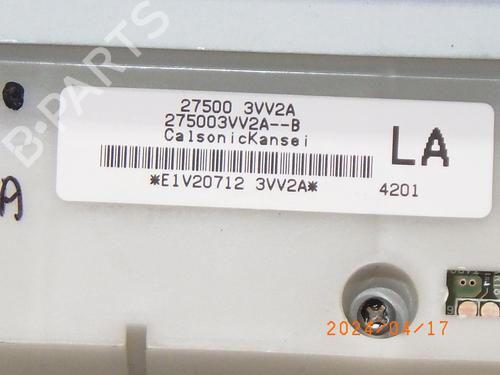 B-PARTS
27500 3VV2A
275003VV2A--B
CalsonicKansei
LA
*E1V20712 3VV2A*
4201
A
2024/04/17